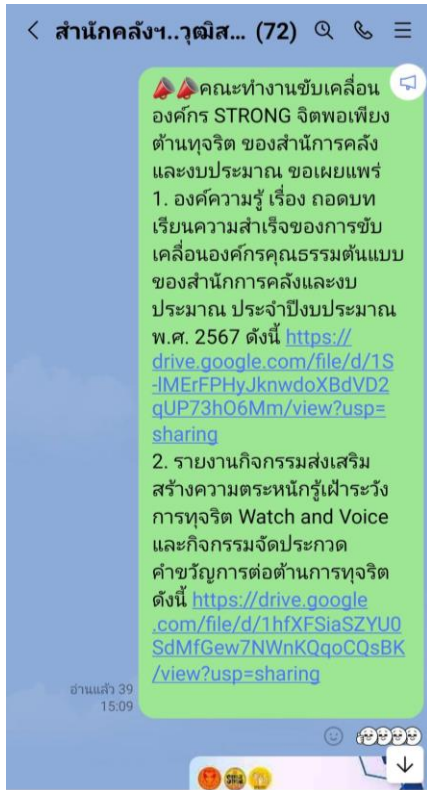 สำนักคลังฯ..วุฒิส... (72)
📣📣คณะทำงานขับเคลื่อน
องค์กร STRONG จิตพอเพียง
ต้านทุจริต ของสำนักการคลัง
และงบประมาณ ขอเผยแพร่
1. องค์ความรู้ เรื่อง ถอดบท
เรียนความสำเร็จของการขับ
เคลื่อนองค์กรคุณธรรมต้นแบบ
ของสำนักการคลังและงบ
ประมาณ ประจำปีงบประมาณ
พ.ศ. 2567 ดังนี้ https://
drive.google.com/file/d/1S
-lMErFPHyJknwdoXBdVD2
qUP73hO6Mm/view?usp=
sharing
2. รายงานกิจกรรมส่งเสริม
สร้างความตระหนักรู้เฝ้าระวัง
การทุจริต Watch and Voice
และกิจกรรมจัดประกวด
คำขวัญการต่อต้านการทุจริต
ดังนี้ https://drive.google
.com/file/d/1hfXFSiaSZYU0
SdMfGew7NWnKQqoCQsBK
/view?usp=sharing
อ่านแล้ว 39
15:09